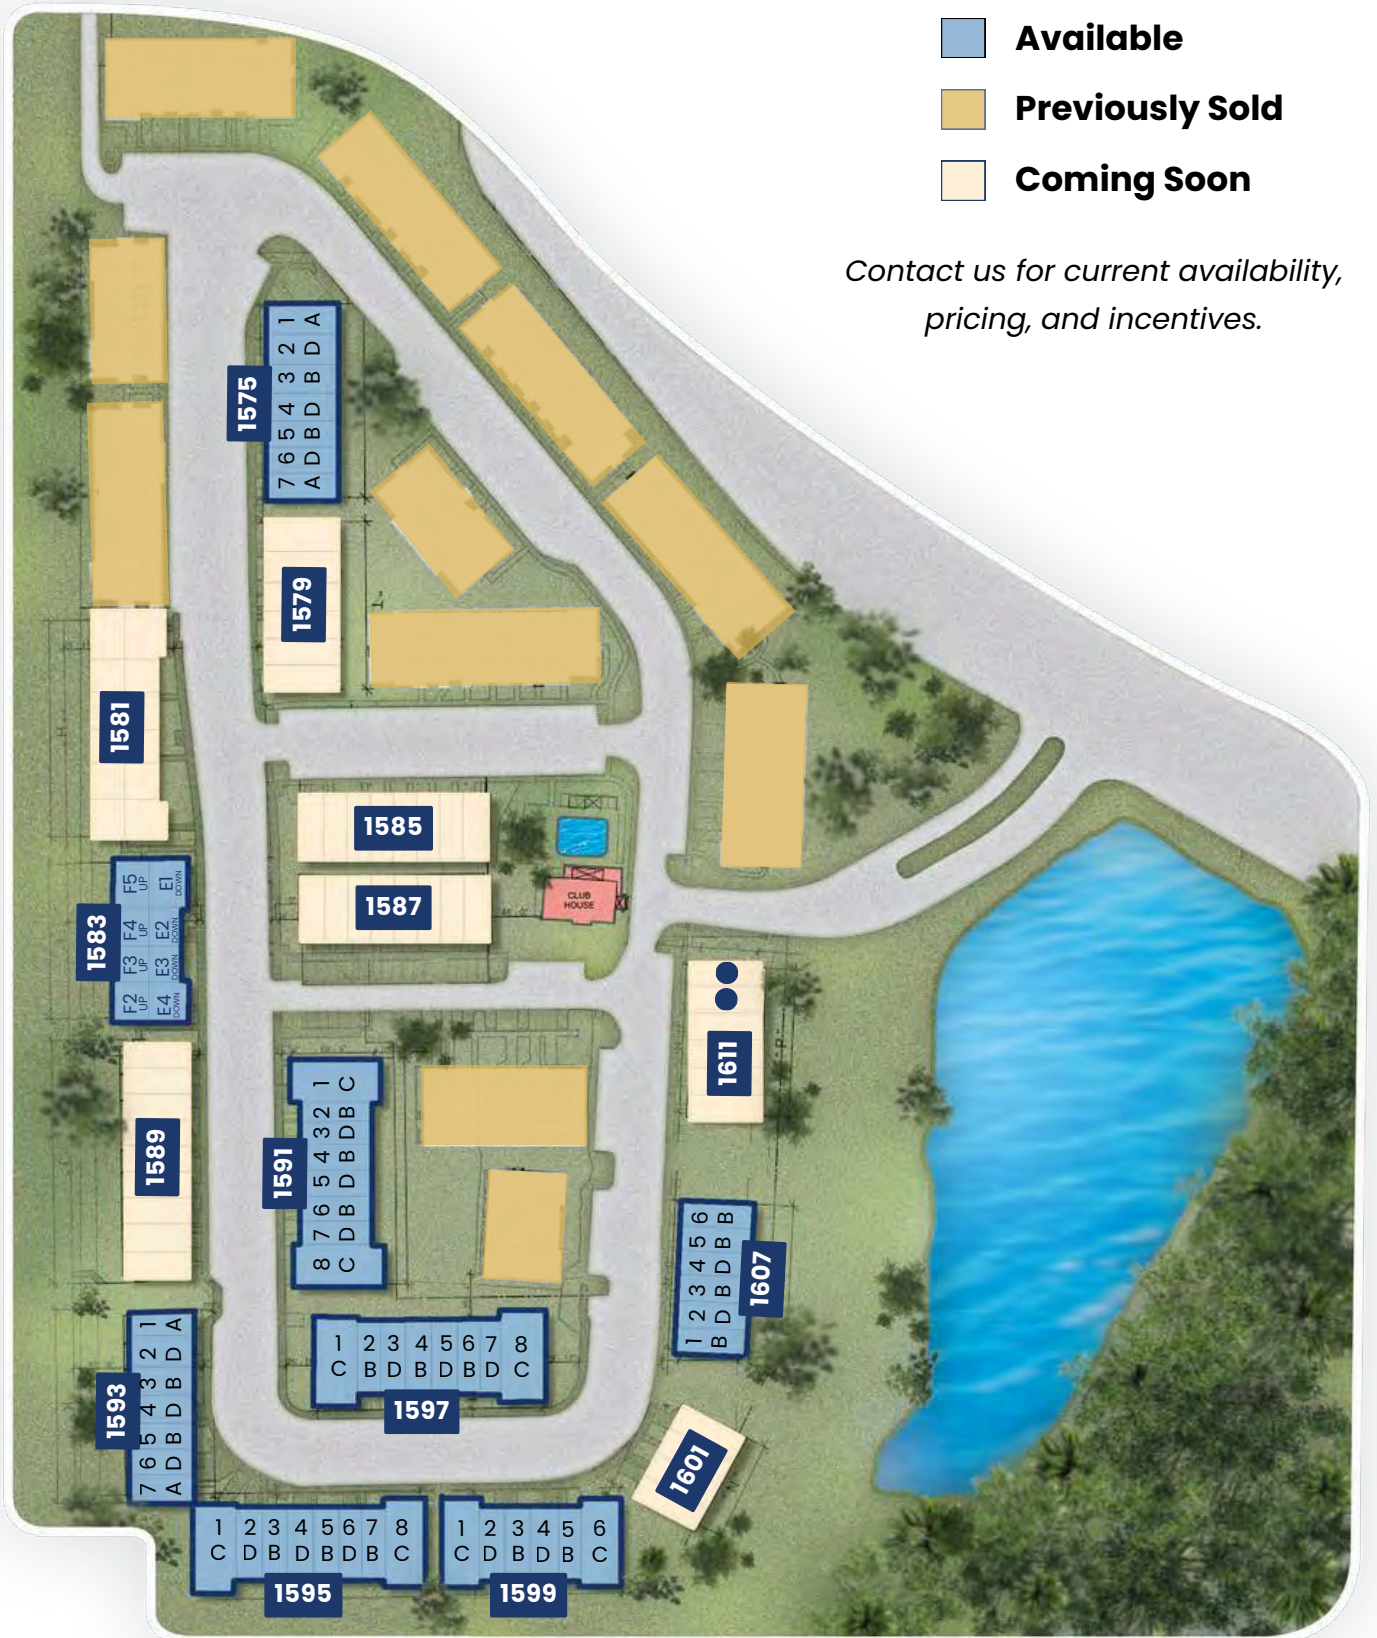 Available
Previously Sold
Coming Soon
Contact us for current availability,
pricing, and incentives.
1575
1 A
2 D
3 B
4 D
5 B
6 D
7 A
1579
1581
1585
1587
CLUB
HOUSE
1583
F5 UP E1 DOWN
F4 UP E2 DOWN
F3 UP E3 DOWN
F2 UP E4 DOWN
1611
1589
1591
1 C
2 B
3 D
4 B
5 D
6 B
7 D
8 C
1607
6 B
5 B
4 D
3 B
2 D
1 B
1593
1 A
2 D
3 B
4 D
5 B
6 D
7 A
1 2 3 4 5 6 7 8
C B D B D B D C
1597
1601
1 2 3 4 5 6 7 8
C D B D B D B C
1595
1 2 3 4 5 6
C D B D B C
1599